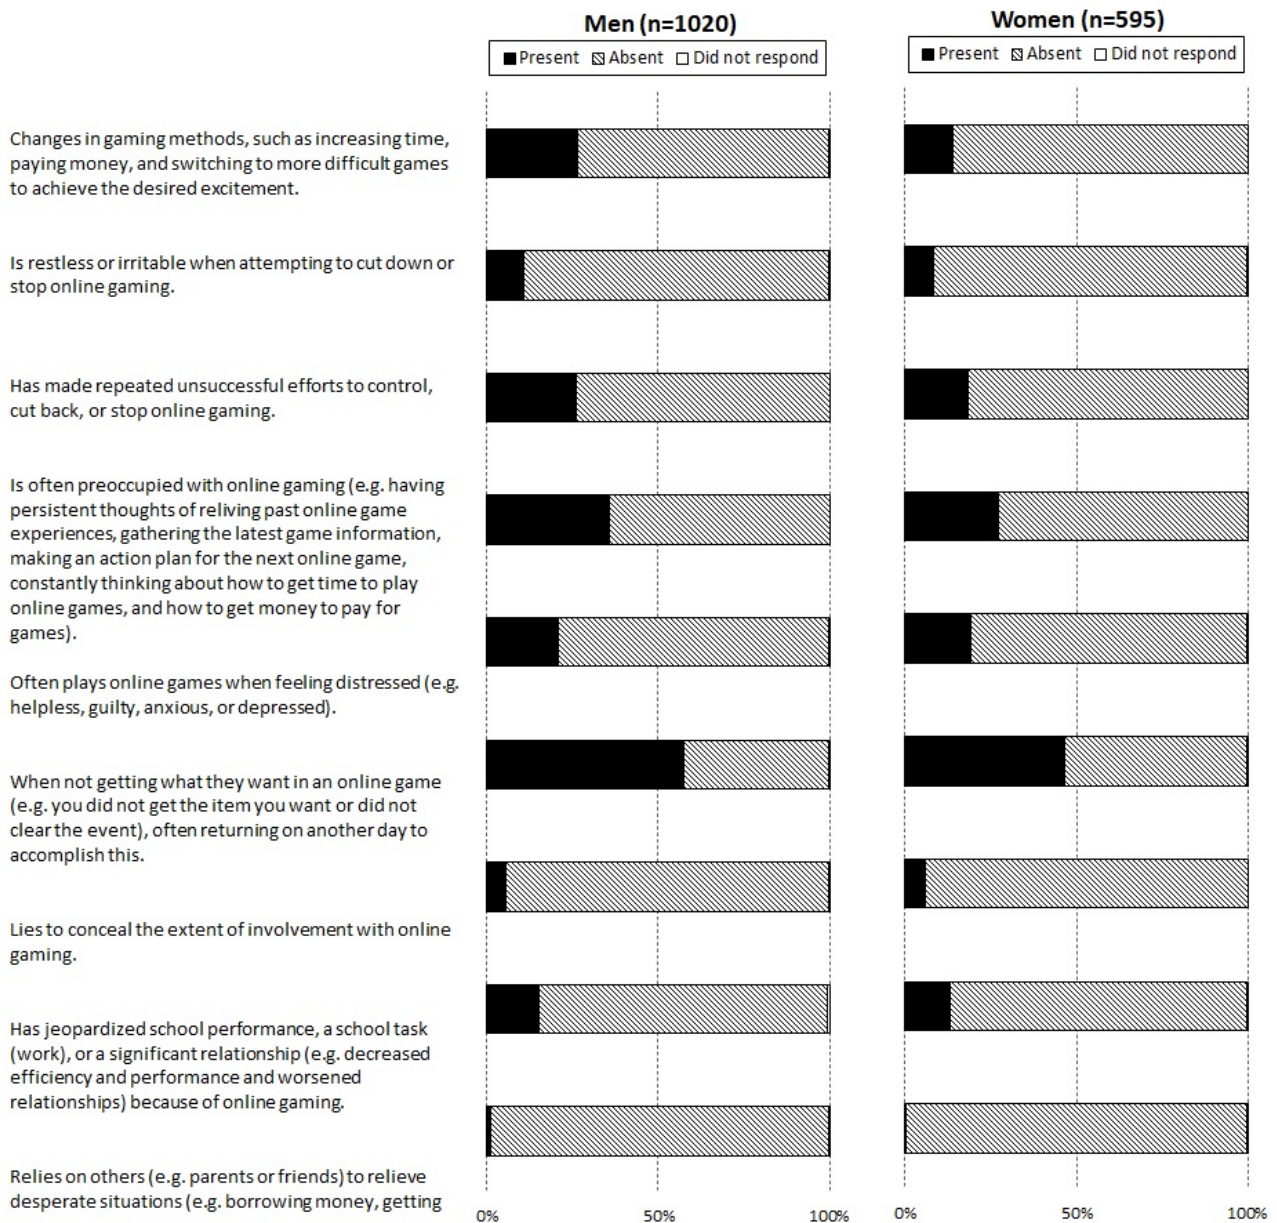 Men (n=1020)
Present Absent Did not respond
Women (n=595)
Present Absent Did not respond
Changes in gaming methods, such as increasing time,
paying money, and switching to more difficult games
to achieve the desired excitement.
Is restless or irritable when attempting to cut down or
stop online gaming.
Has made repeated unsuccessful efforts to control,
cut back, or stop online gaming.
Is often preoccupied with online gaming (e.g. having
persistent thoughts of reliving past online game
experiences, gathering the latest game information,
making an action plan for the next online game,
constantly thinking about how to get time to play
online games, and how to get money to pay for
games).
Often plays online games when feeling distressed (e.g.
helpless, guilty, anxious, or depressed).
When not getting what they want in an online game
(e.g. you did not get the item you want or did not
clear the event), often returning on another day to
accomplish this.
Lies to conceal the extent of involvement with online
gaming.
Has jeopardized school performance, a school task
(work), or a significant relationship (e.g. decreased
efficiency and performance and worsened
relationships) because of online gaming.
Relies on others (e.g. parents or friends) to relieve
desperate situations (e.g. borrowing money, getting
0% 50% 100%
0% 50% 100%